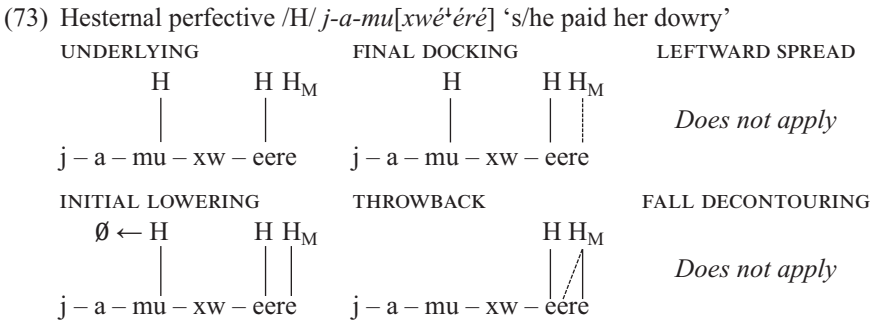 (73) Hesternal perfective /H/ j-a-mu[xwéꜜéré] ‘s/he paid her dowry’
UNDERLYING FINAL DOCKING LEFTWARD SPREAD
H H H_M H H H_M
Does not apply
j – a – mu – xw – eere j – a – mu – xw – eere
INITIAL LOWERING THROWBACK FALL DECONTOURING
Ø ← H H H_M H H_M
Does not apply
j – a – mu – xw – eere j – a – mu – xw – eere